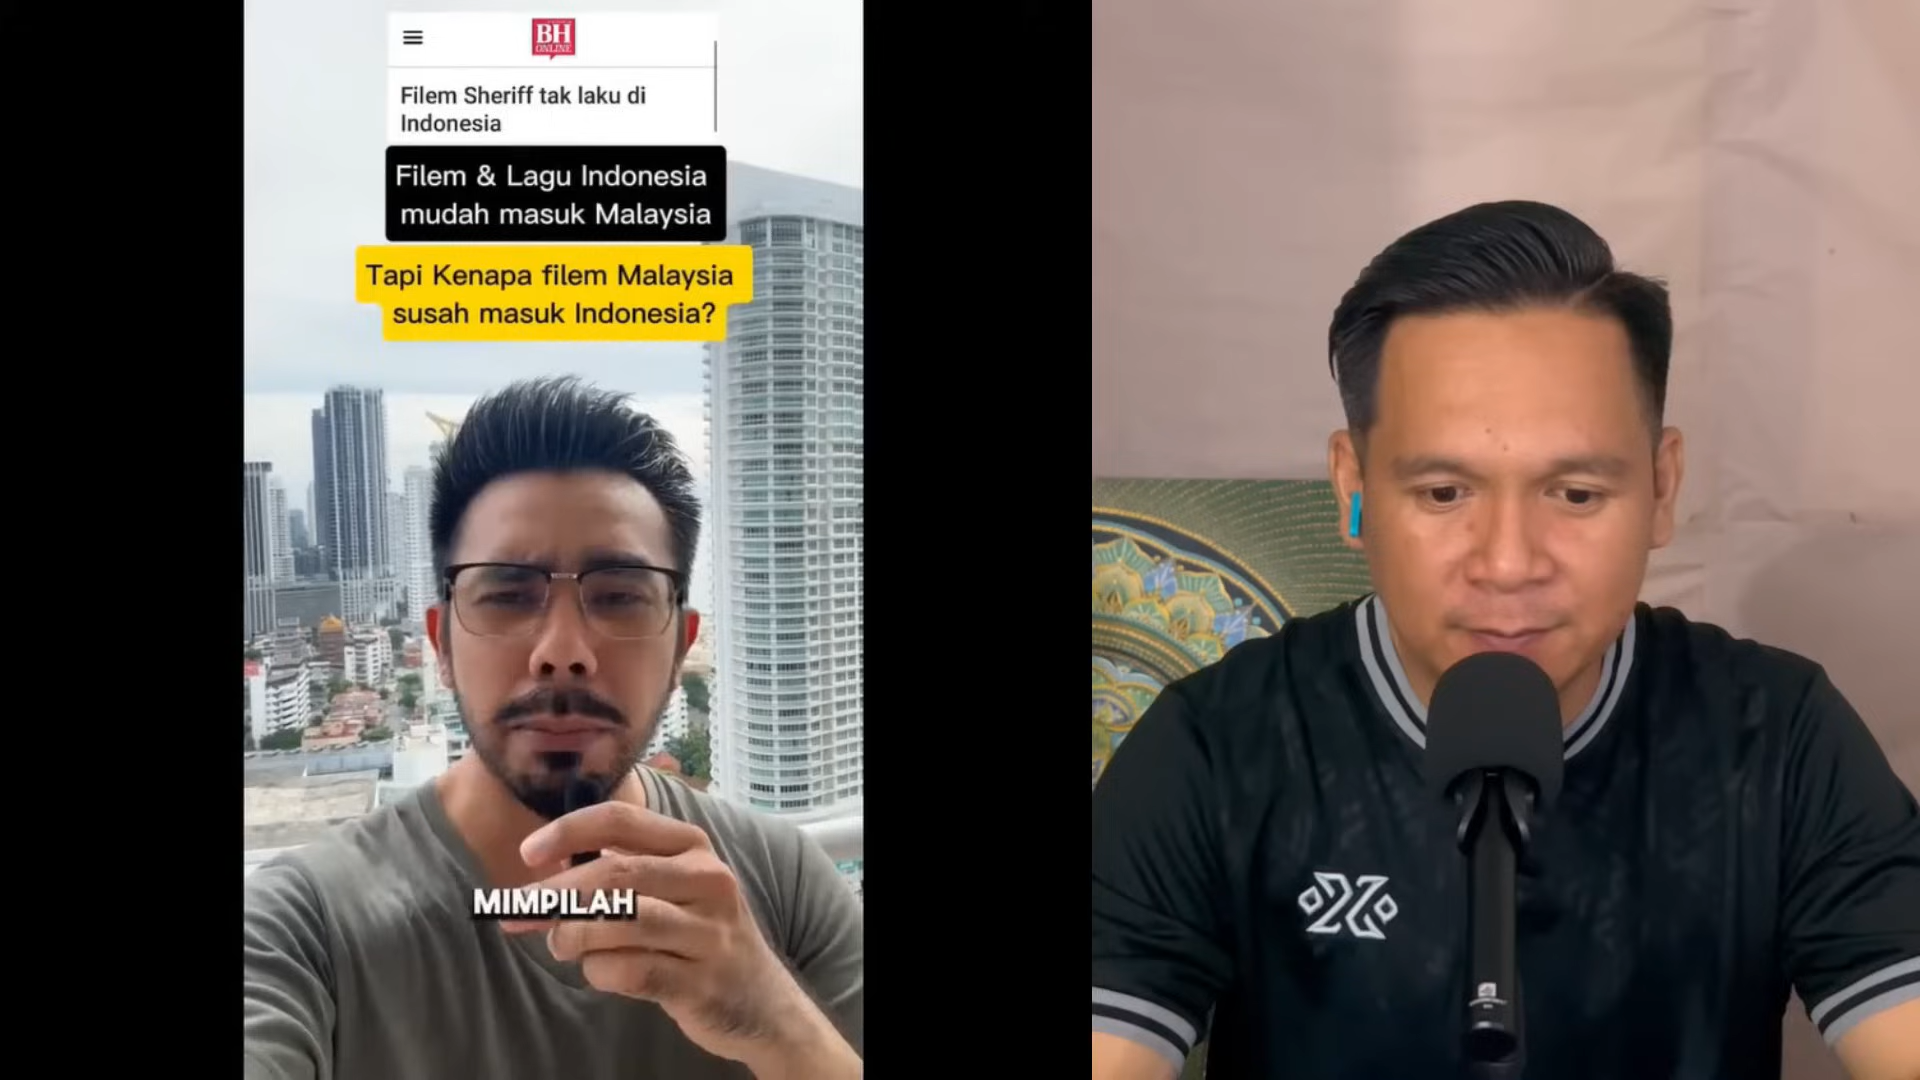 BH
ONLINE
Filem Sheriff tak laku di
Indonesia
Filem & Lagu Indonesia
mudah masuk Malaysia
Tapi Kenapa filem Malaysia
susah masuk Indonesia?
MIMPILAH